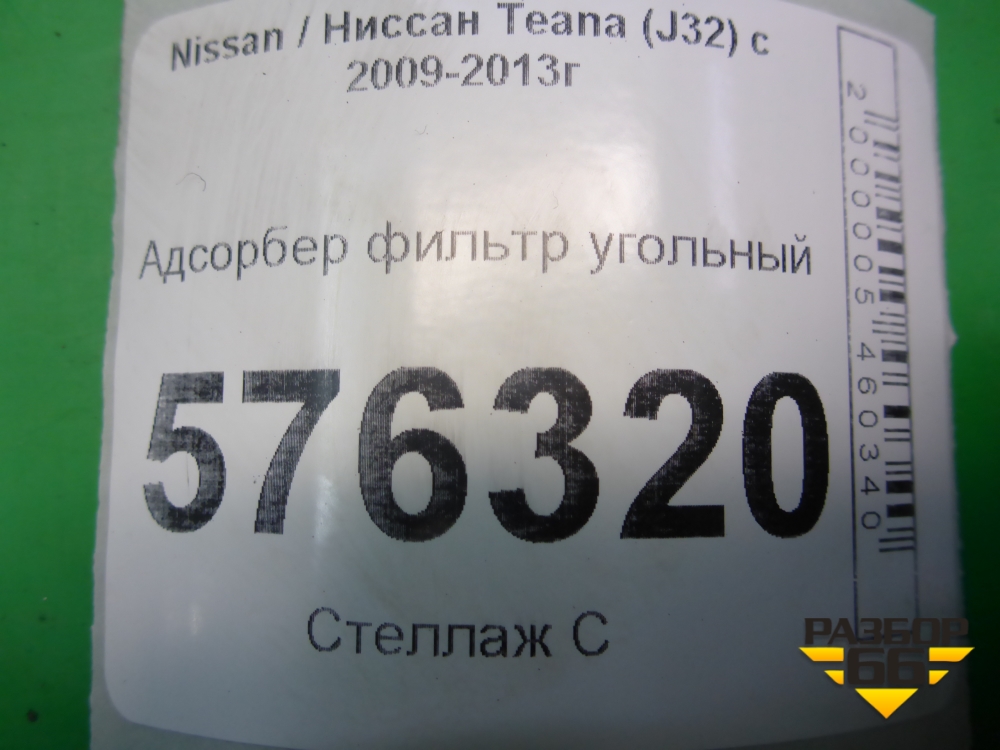 Nissan / Ниссан Teana (J32) с
2009-2013г
Адсорбер фильтр угольный
576320
Стеллаж С
2000005460340
РАЗБОР
66